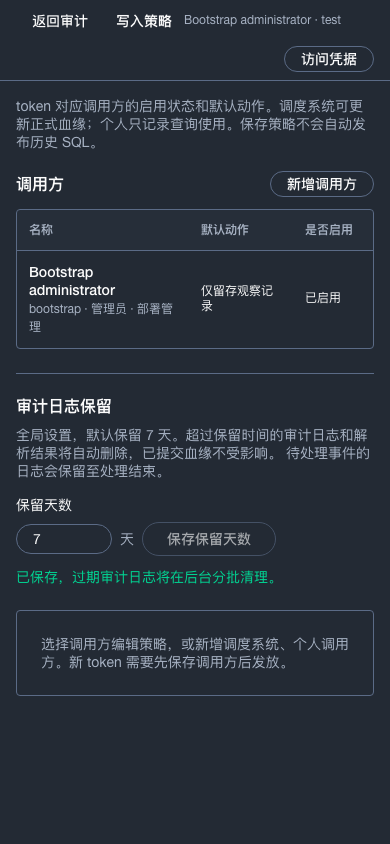 返回审计 写入策略 Bootstrap administrator · test
访问凭据
token 对应调用方的启用状态和默认动作。调度系统可更
新正式血缘；个人只记录查询使用。保存策略不会自动发
布历史 SQL。
调用方 新增调用方
名称 默认动作 是否启用
Bootstrap
administrator
bootstrap · 管理员 · 部署管
理
仅留存观察记
录
已启用
审计日志保留
全局设置，默认保留 7 天。超过保留时间的审计日志和解
析结果将自动删除，已提交血缘不受影响。 待处理事件的
日志会保留至处理结束。
保留天数
7 天 保存保留天数
已保存，过期审计日志将在后台分批清理。
选择调用方编辑策略，或新增调度系统、个人调用
方。新 token 需要先保存调用方后发放。